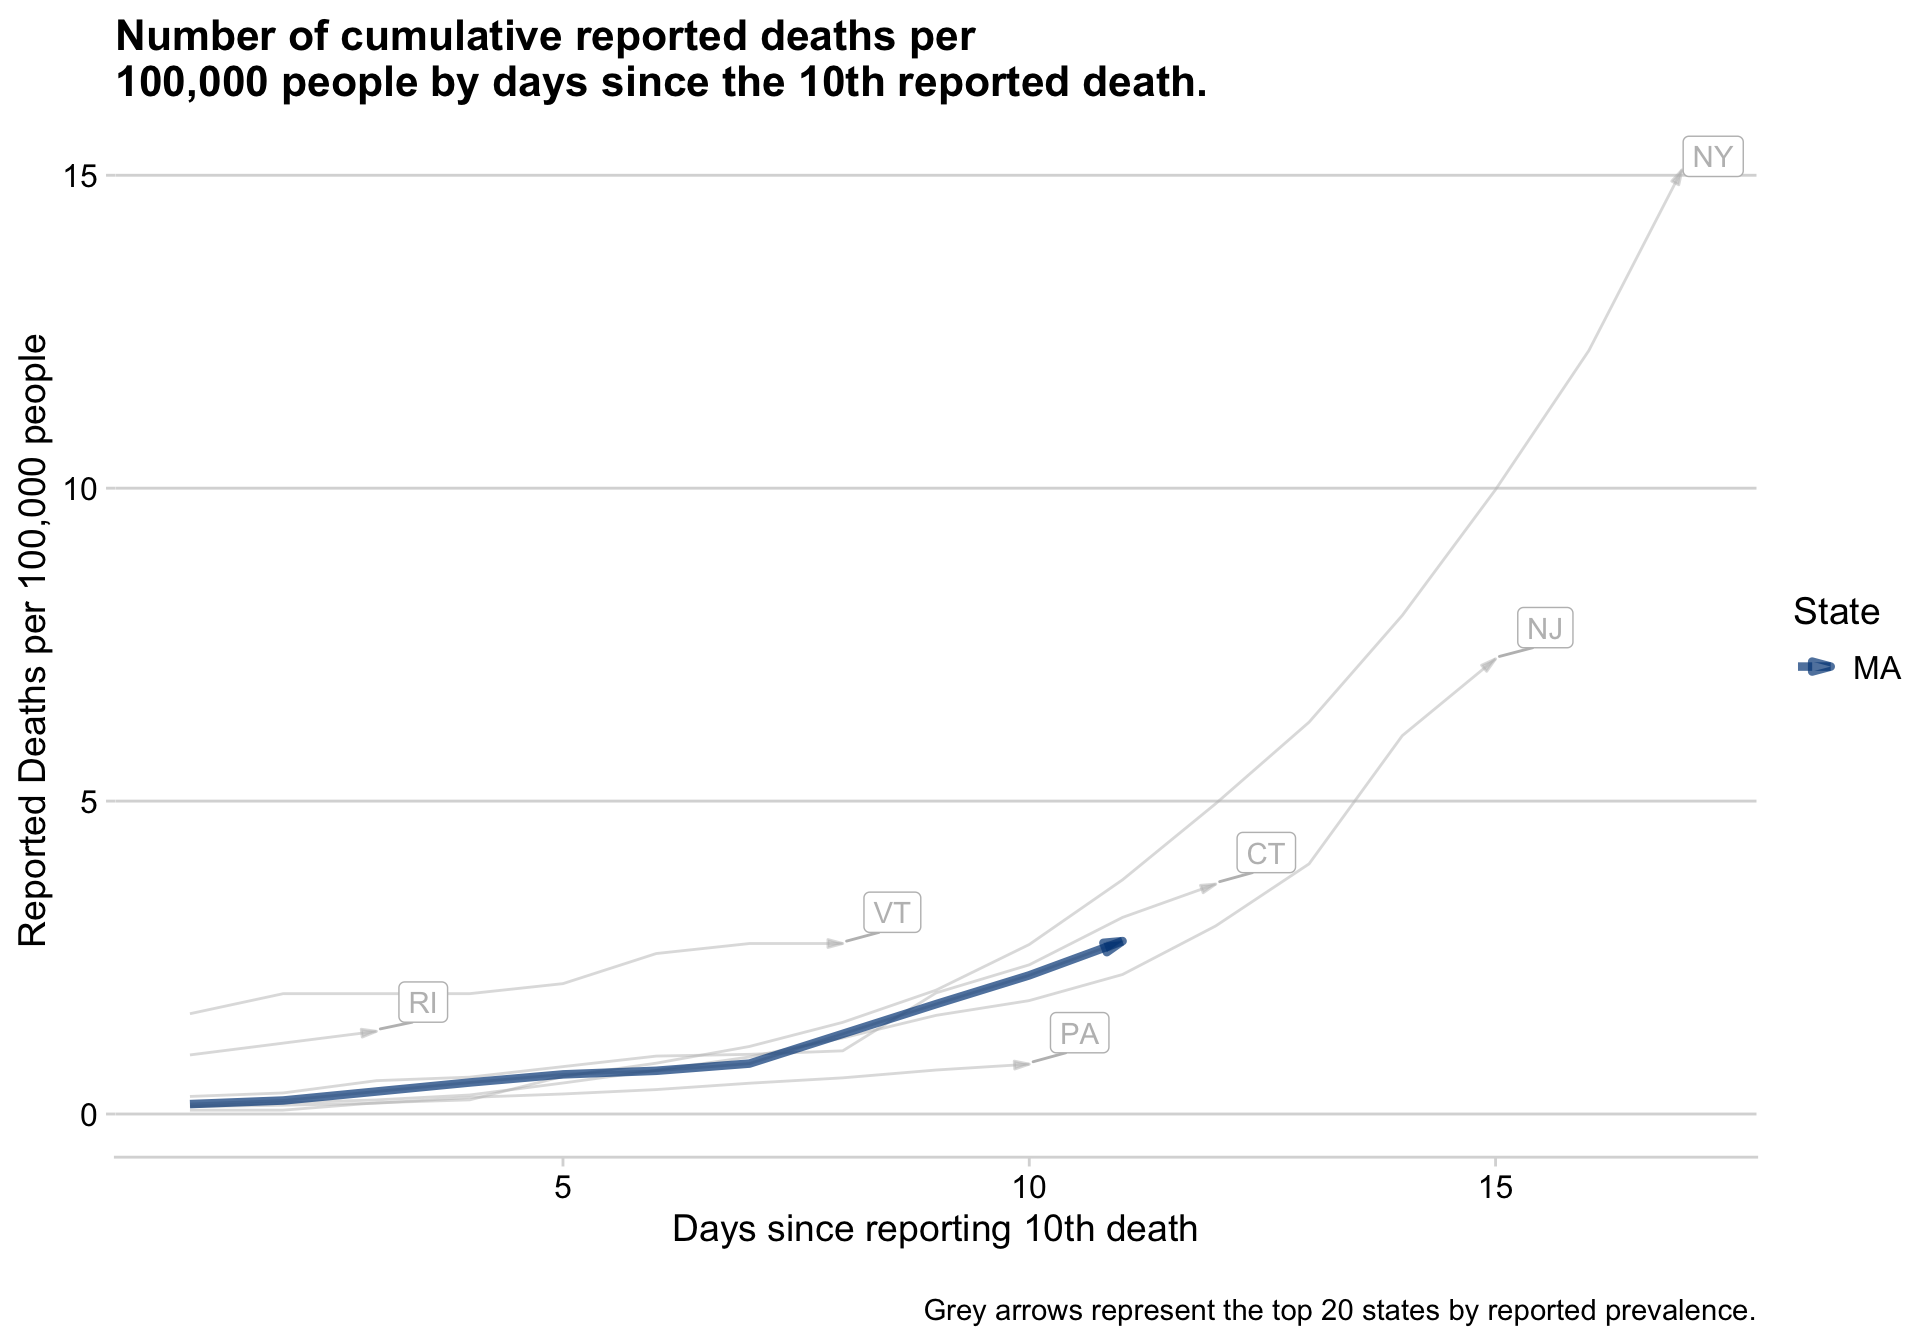 Number of cumulative reported deaths per
100,000 people by days since the 10th reported death.
Reported Deaths per 100,000 people
15
10
5
0
NY
NJ
CT
VT
RI
PA
State
MA
5
10
15
Days since reporting 10th death
Grey arrows represent the top 20 states by reported prevalence.